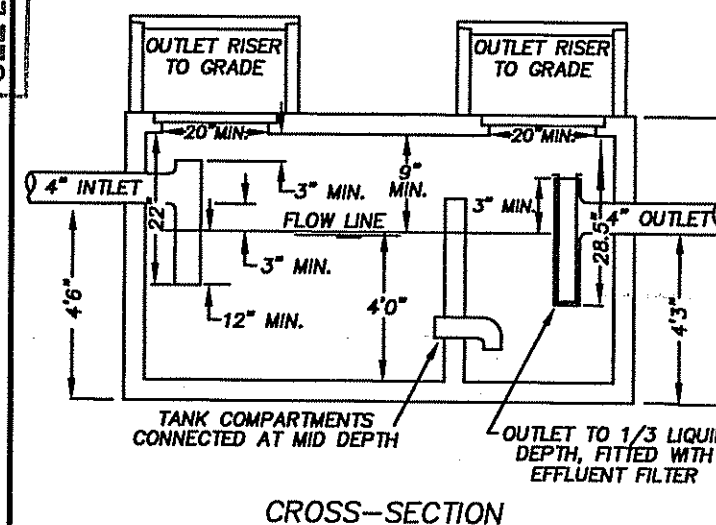 OUTLET RISER
TO GRADE
OUTLET RISER
TO GRADE
20"MIN.
20"MIN.
4" INTLET
22"
3" MIN.
9"
MIN.
3" MIN.
28.5"
4" OUTLET
FLOW LINE
3" MIN.
12" MIN.
4'6"
4'0"
4'3"
TANK COMPARTMENTS
CONNECTED AT MID DEPTH
OUTLET TO 1/3 LIQUI
DEPTH, FITTED WITH
EFFLUENT FILTER
CROSS-SECTION